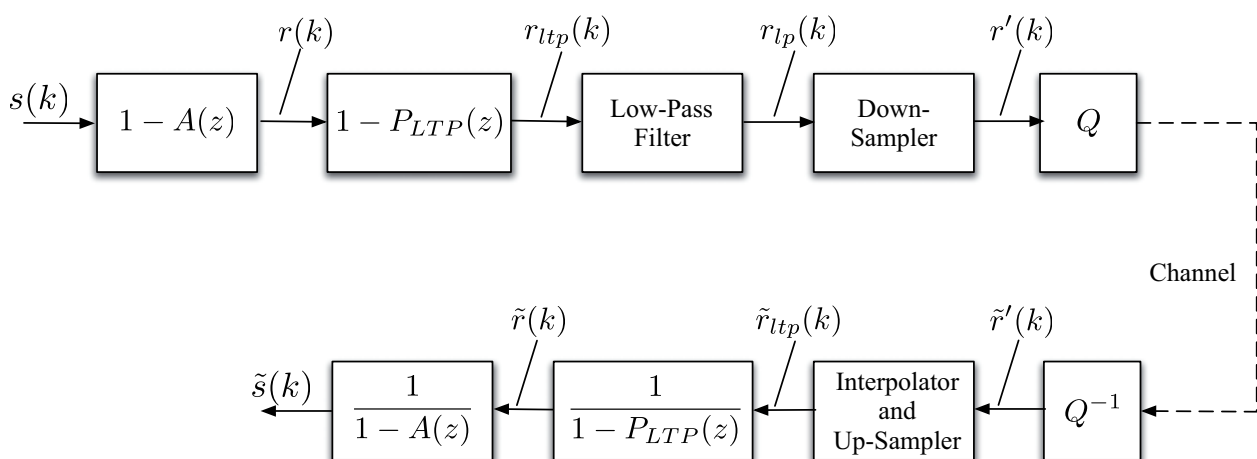 s(k)
r(k)
r_{ltp}(k)
r_{lp}(k)
r'(k)
1 − A(z)
1 − P_{LTP}(z)
Low-Pass
Filter
Down-
Sampler
Q
Channel
r̃'(k)
r̃_{ltp}(k)
r̃(k)
s̃(k)
Q^{−1}
Interpolator
and
Up-Sampler
1
1 − P_{LTP}(z)
1
1 − A(z)